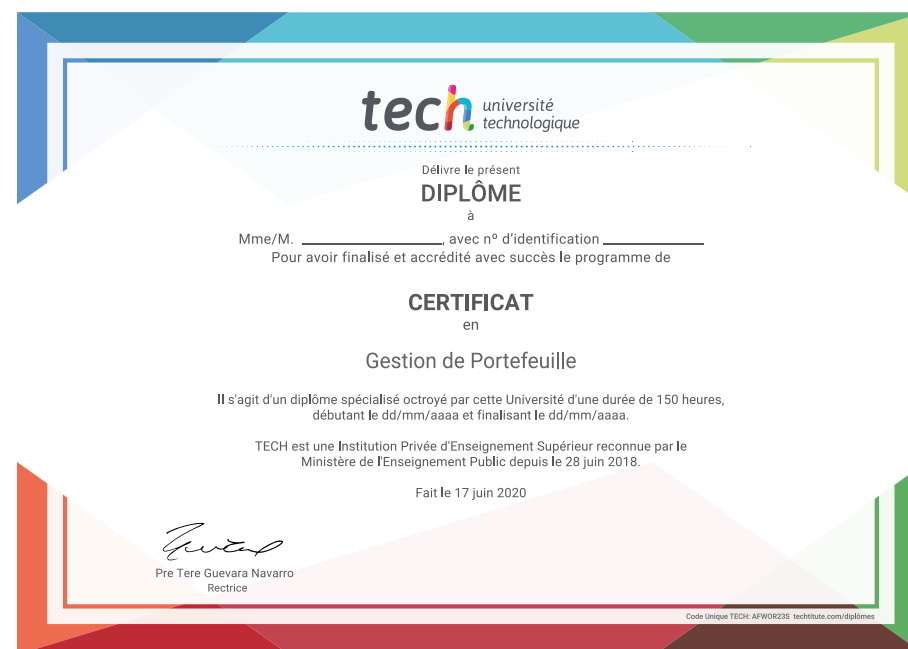 tech université
technologique
Délivre le présent
DIPLÔME
à
Mme/M. ____________________, avec nº d'identification ______________
Pour avoir finalisé et accrédité avec succès le programme de
CERTIFICAT
en
Gestion de Portefeuille
Il s'agit d'un diplôme spécialisé octroyé par cette Université d'une durée de 150 heures,
débutant le dd/mm/aaaa et finalisant le dd/mm/aaaa.
TECH est une Institution Privée d'Enseignement Supérieur reconnue par le
Ministère de l'Enseignement Public depuis le 28 juin 2018.
Fait le 17 juin 2020
Pre Tere Guevara Navarro
Rectrice
Code Unique TECH: AFWOR23S techtitute.com/diplômes